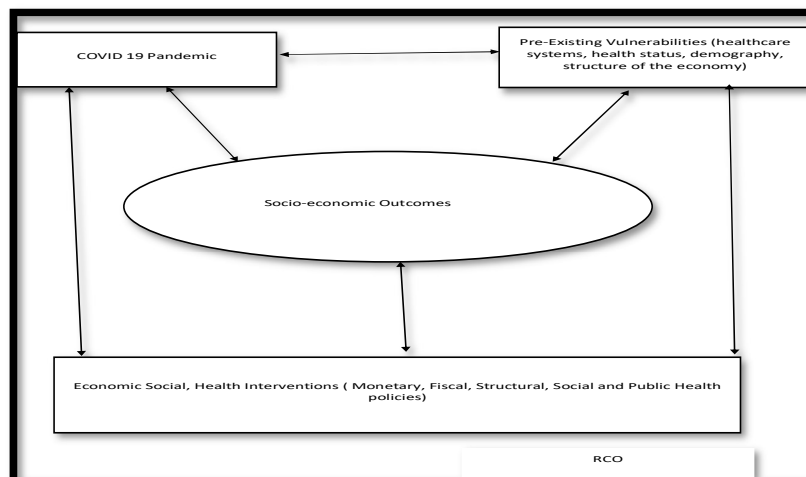 COVID 19 Pandemic
Pre-Existing Vulnerabilities (healthcare
systems, health status, demography,
structure of the economy)
Socio-economic Outcomes
Economic Social, Health Interventions ( Monetary, Fiscal, Structural, Social and Public Health
policies)
RCO